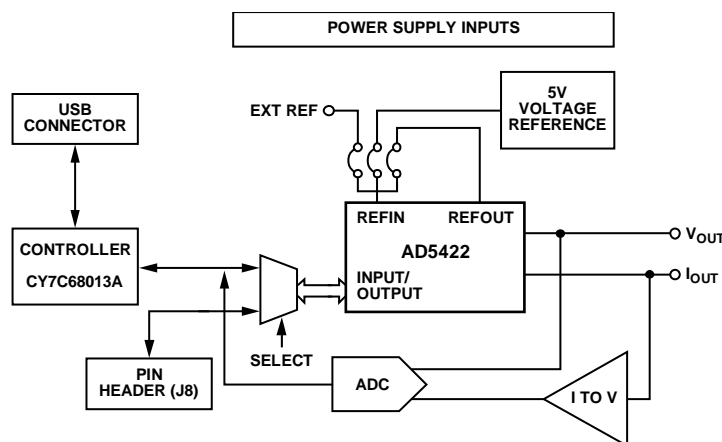 POWER SUPPLY INPUTS
USB
CONNECTOR
EXT REF
5V
VOLTAGE
REFERENCE
REFIN
REFOUT
CONTROLLER
CY7C68013A
AD5422
INPUT/
OUTPUT
VOUT
IOUT
SELECT
PIN
HEADER (J8)
ADC
I TO V